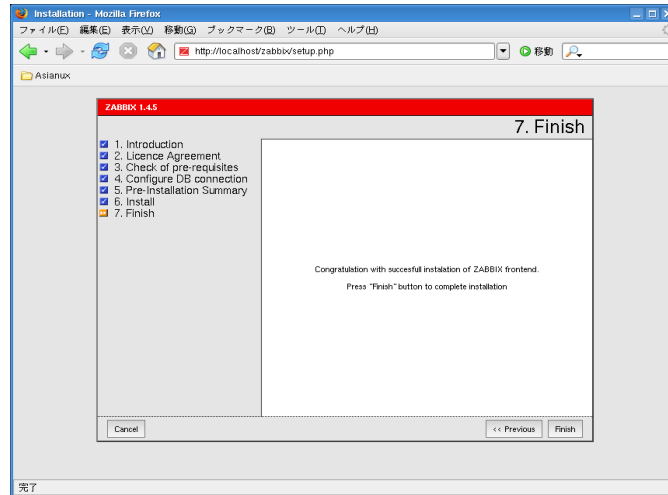 Installation - Mozilla Firefox
ファイル(F) 編集(E) 表示(V) 移動(G) ブックマーク(B) ツール(T) ヘルプ(H)
http://localhost/zabbix/setup.php
移動
Asianux
ZABBIX 1.4.5
7. Finish
1. Introduction
2. Licence Agreement
3. Check of pre-requisites
4. Configure DB connection
5. Pre-Installation Summary
6. Install
7. Finish
Congratulation with succesfull instalation of ZABBIX frontend.
Press "Finish" button to complete installation
Cancel
<< Previous
Finish
完了